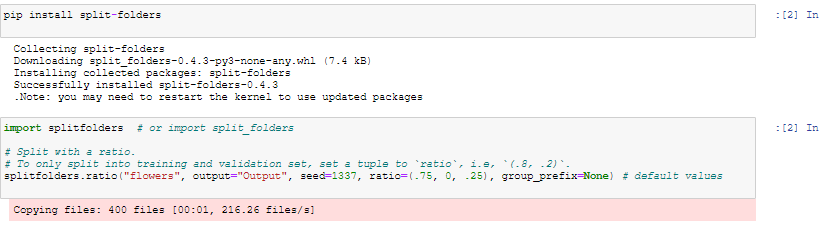 pip install split-folders
:[2] In
Collecting split-folders
Downloading split_folders-0.4.3-py3-none-any.whl (7.4 kB)
Installing collected packages: split-folders
Successfully installed split-folders-0.4.3
.Note: you may need to restart the kernel to use updated packages
import splitfolders  # or import split_folders
:[2] In
# Split with a ratio.
# To only split into training and validation set, set a tuple to `ratio`, i.e, `(.8, .2)`.
splitfolders.ratio("flowers", output="Output", seed=1337, ratio=(.75, 0, .25), group_prefix=None) # default values
Copying files: 400 files [00:01, 216.26 files/s]